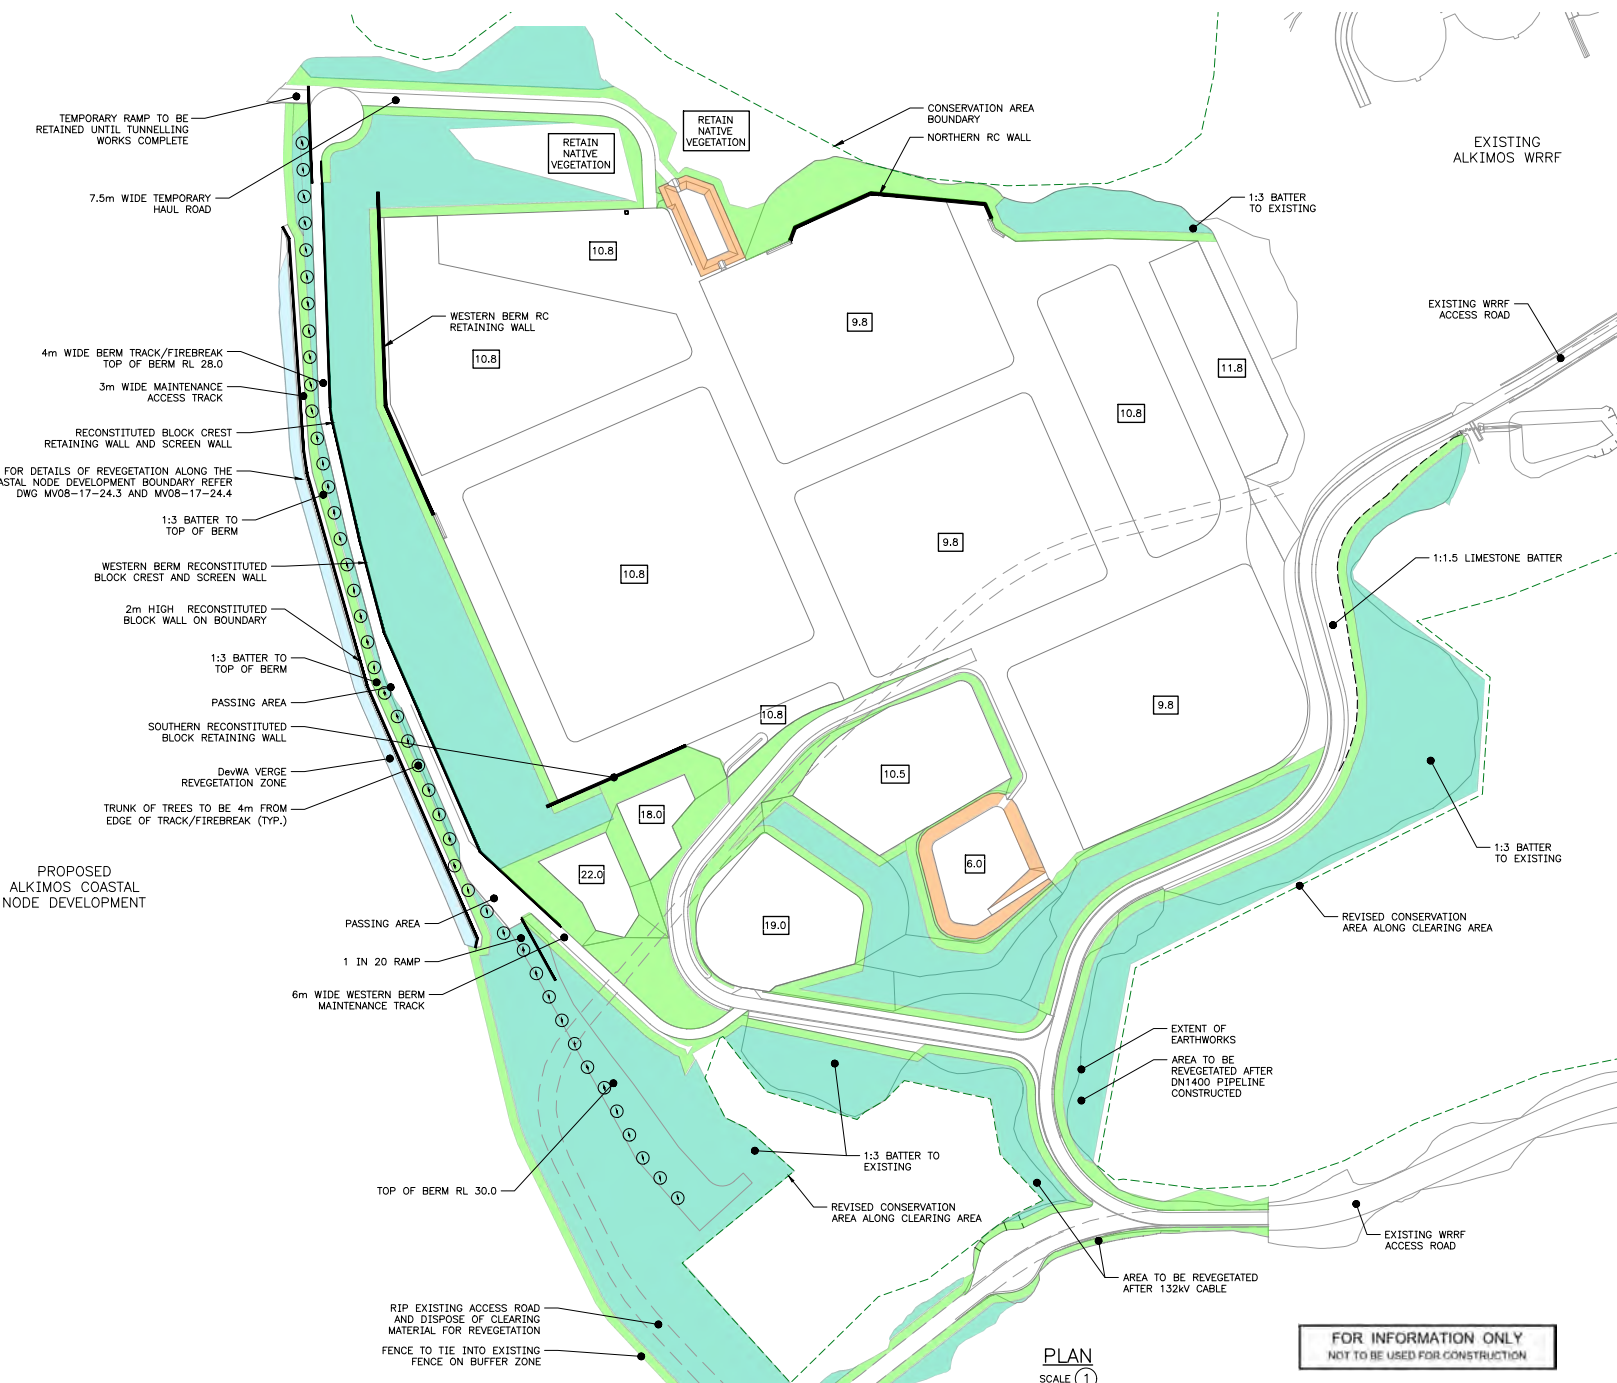 TEMPORARY RAMP TO BE
RETAINED UNTIL TUNNELLING
WORKS COMPLETE
7.5m WIDE TEMPORARY
HAUL ROAD
RETAIN
NATIVE
VEGETATION
RETAIN
NATIVE
VEGETATION
CONSERVATION AREA
BOUNDARY
NORTHERN RC WALL
EXISTING
ALKIMOS WRRF
1:3 BATTER
TO EXISTING
10.8
WESTERN BERM RC
RETAINING WALL
9.8
EXISTING WRRF
ACCESS ROAD
10.8
11.8
10.8
4m WIDE BERM TRACK/FIREBREAK
TOP OF BERM RL 28.0
3m WIDE MAINTENANCE
ACCESS TRACK
RECONSTITUTED BLOCK CREST
RETAINING WALL AND SCREEN WALL
FOR DETAILS OF REVEGETATION ALONG THE
ASTAL NODE DEVELOPMENT BOUNDARY REFER
DWG MV08-17-24.3 AND MV08-17-24.4
1:3 BATTER TO
TOP OF BERM
9.8
10.8
1:1.5 LIMESTONE BATTER
WESTERN BERM RECONSTITUTED
BLOCK CREST AND SCREEN WALL
2m HIGH RECONSTITUTED
BLOCK WALL ON BOUNDARY
1:3 BATTER TO
TOP OF BERM
PASSING AREA
SOUTHERN RECONSTITUTED
BLOCK RETAINING WALL
10.8
9.8
DevWA VERGE
REVEGETATION ZONE
10.5
TRUNK OF TREES TO BE 4m FROM
EDGE OF TRACK/FIREBREAK (TYP.)
18.0
22.0
6.0
1:3 BATTER
TO EXISTING
PROPOSED
ALKIMOS COASTAL
NODE DEVELOPMENT
PASSING AREA
19.0
REVISED CONSERVATION
AREA ALONG CLEARING AREA
1 IN 20 RAMP
6m WIDE WESTERN BERM
MAINTENANCE TRACK
EXTENT OF
EARTHWORKS
AREA TO BE
REVEGETATED AFTER
DN1400 PIPELINE
CONSTRUCTED
1:3 BATTER TO
EXISTING
TOP OF BERM RL 30.0
REVISED CONSERVATION
AREA ALONG CLEARING AREA
EXISTING WRRF
ACCESS ROAD
AREA TO BE REVEGETATED
AFTER 132kV CABLE
RIP EXISTING ACCESS ROAD
AND DISPOSE OF CLEARING
MATERIAL FOR REVEGETATION
FENCE TO TIE INTO EXISTING
FENCE ON BUFFER ZONE
PLAN
SCALE 1
FOR INFORMATION ONLY
NOT TO BE USED FOR CONSTRUCTION